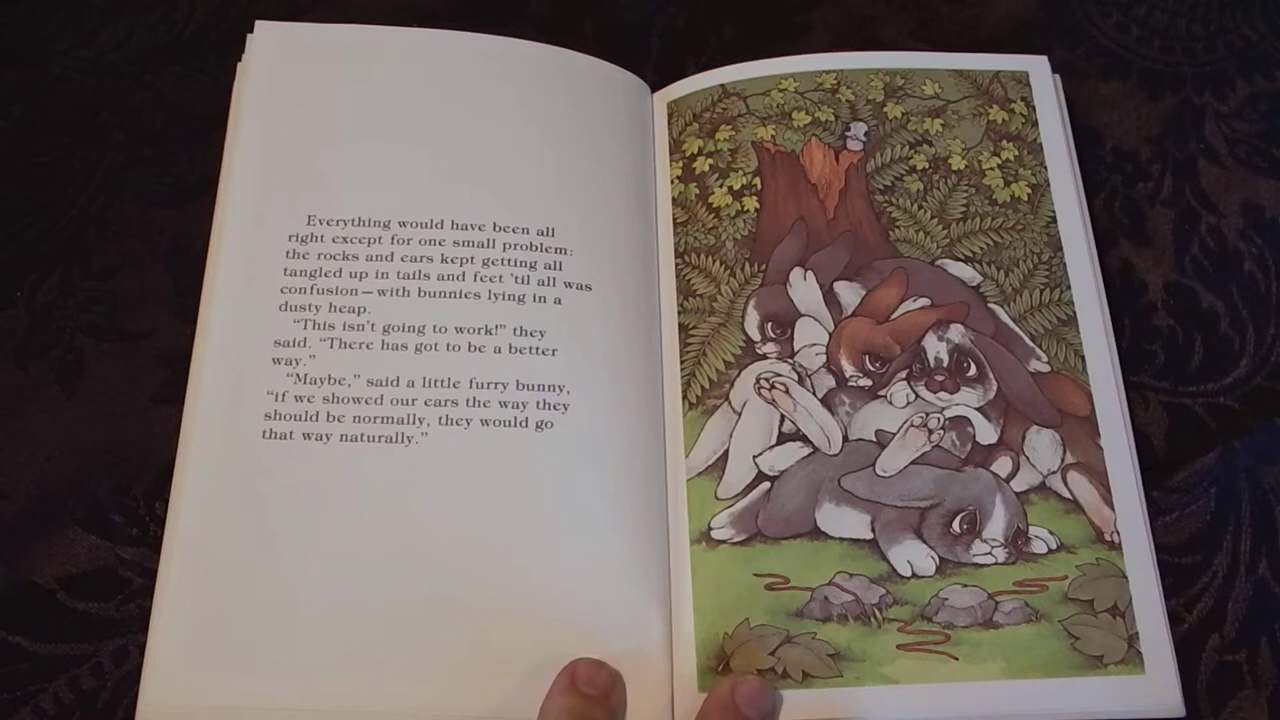 Everything would have been all
right except for one small problem:
the rocks and ears kept getting all
tangled up in tails and feet 'til all was
confusion—with bunnies lying in a
dusty heap.
"This isn't going to work!" they
said. "There has got to be a better
way."
"Maybe," said a little furry bunny,
"if we showed our ears the way they
should be normally, they would go
that way naturally."